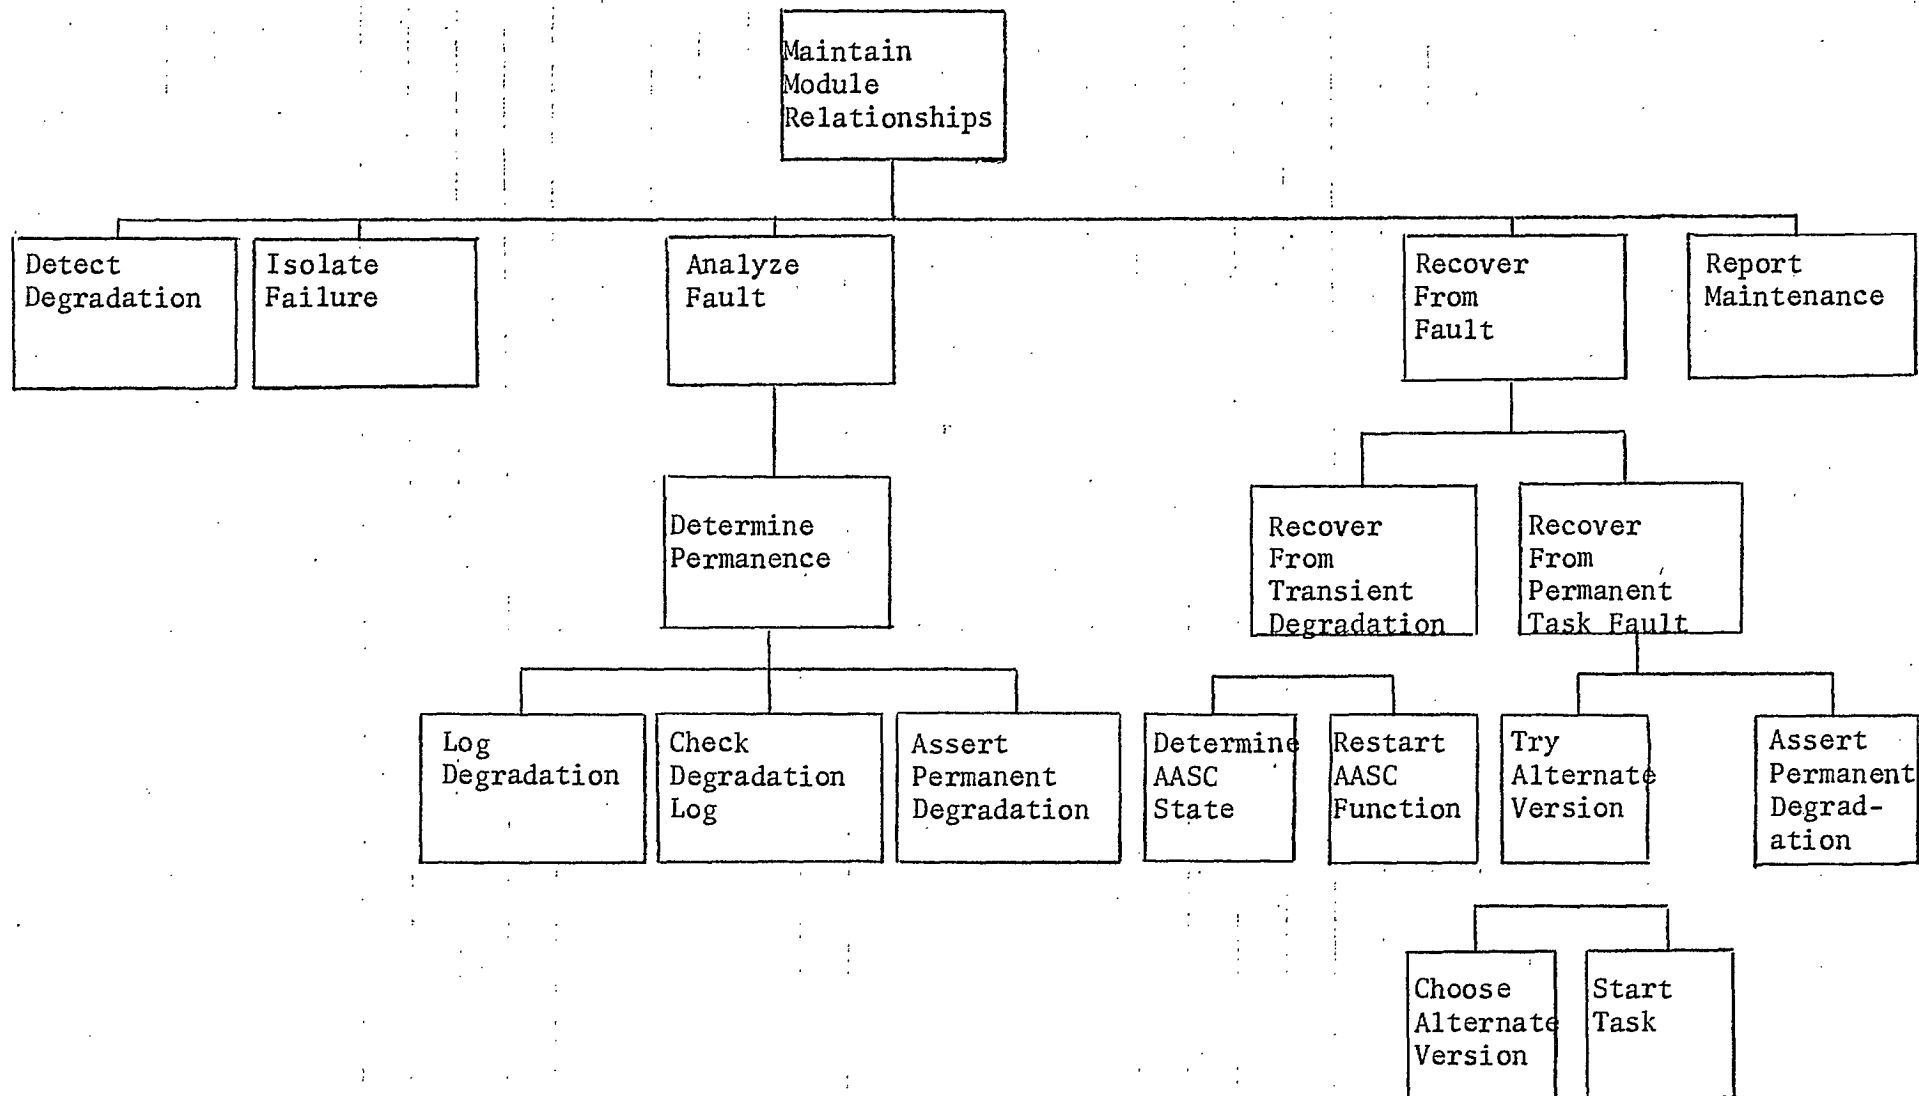 Maintain
Module
Relationships
Detect
Degradation
Isolate
Failure
Analyze
Fault
Recover
From
Fault
Report
Maintenance
Determine
Permanence
Recover
From
Transient
Degradation
Recover
From
Permanent
Task Fault
Log
Degradation
Check
Degradation
Log
Assert
Permanent
Degradation
Determine
AASC
State
Restart
AASC
Function
Try
Alternate
Version
Assert
Permanent
Degrad-
ation
Choose
Alternate
Version
Start
Task